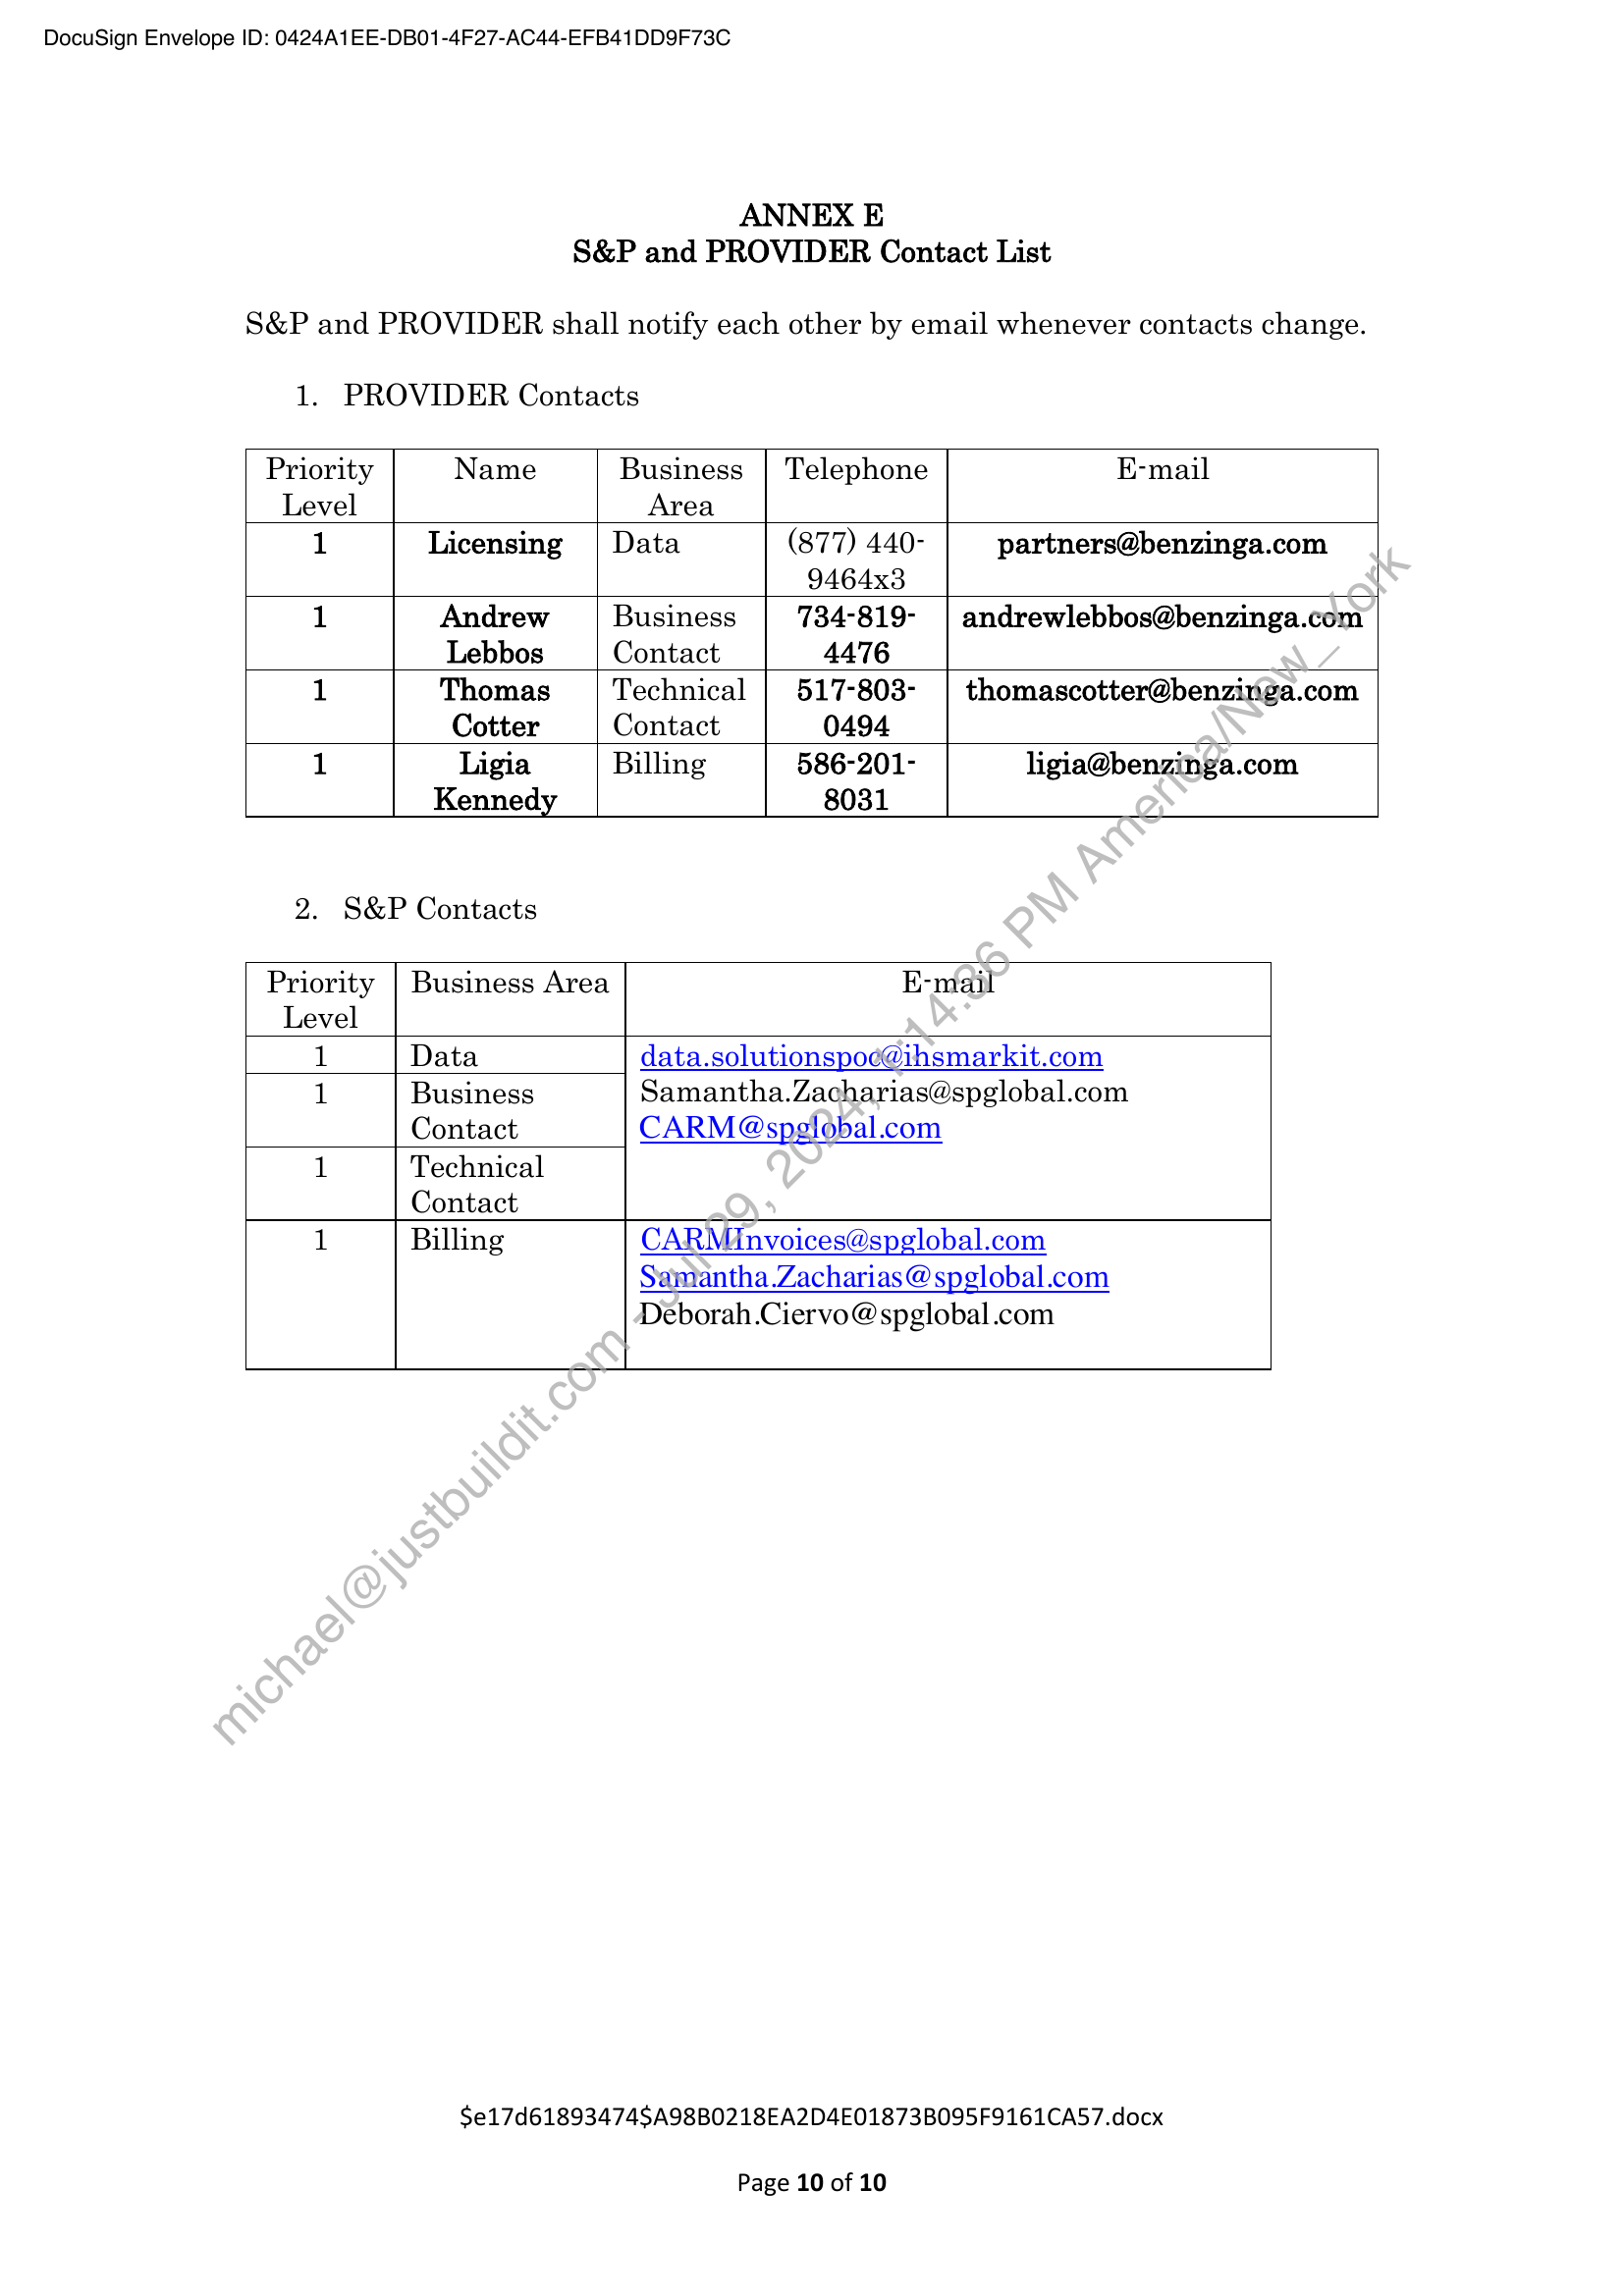 DocuSign Envelope ID: 0424A1EE-DB01-4F27-AC44-EFB41DD9F73C
ANNEX E
S&P and PROVIDER Contact List
S&P and PROVIDER shall notify each other by email whenever contacts change.
1. PROVIDER Contacts
Priority Level Name Business Area Telephone E-mail
1 Licensing Data (877) 440-9464x3 partners@benzinga.com
1 Andrew Lebbos Business Contact 734-819-4476 andrewlebbos@benzinga.com
1 Thomas Cotter Technical Contact 517-803-0494 thomascotter@benzinga.com
1 Ligia Kennedy Billing 586-201-8031 ligia@benzinga.com
2. S&P Contacts
Priority Level Business Area E-mail
1 Data data.solutionspoc@ihsmarkit.com
1 Business Contact Samantha.Zacharias@spglobal.com
CARM@spglobal.com
1 Technical Contact
1 Billing CARMInvoices@spglobal.com
Samantha.Zacharias@spglobal.com
Deborah.Ciervo@spglobal.com
michael@justbuildit.com - Jul 29, 2024, 1:14:36 PM America/New_York
$e17d61893474$A98B0218EA2D4E01873B095F9161CA57.docx
Page 10 of 10